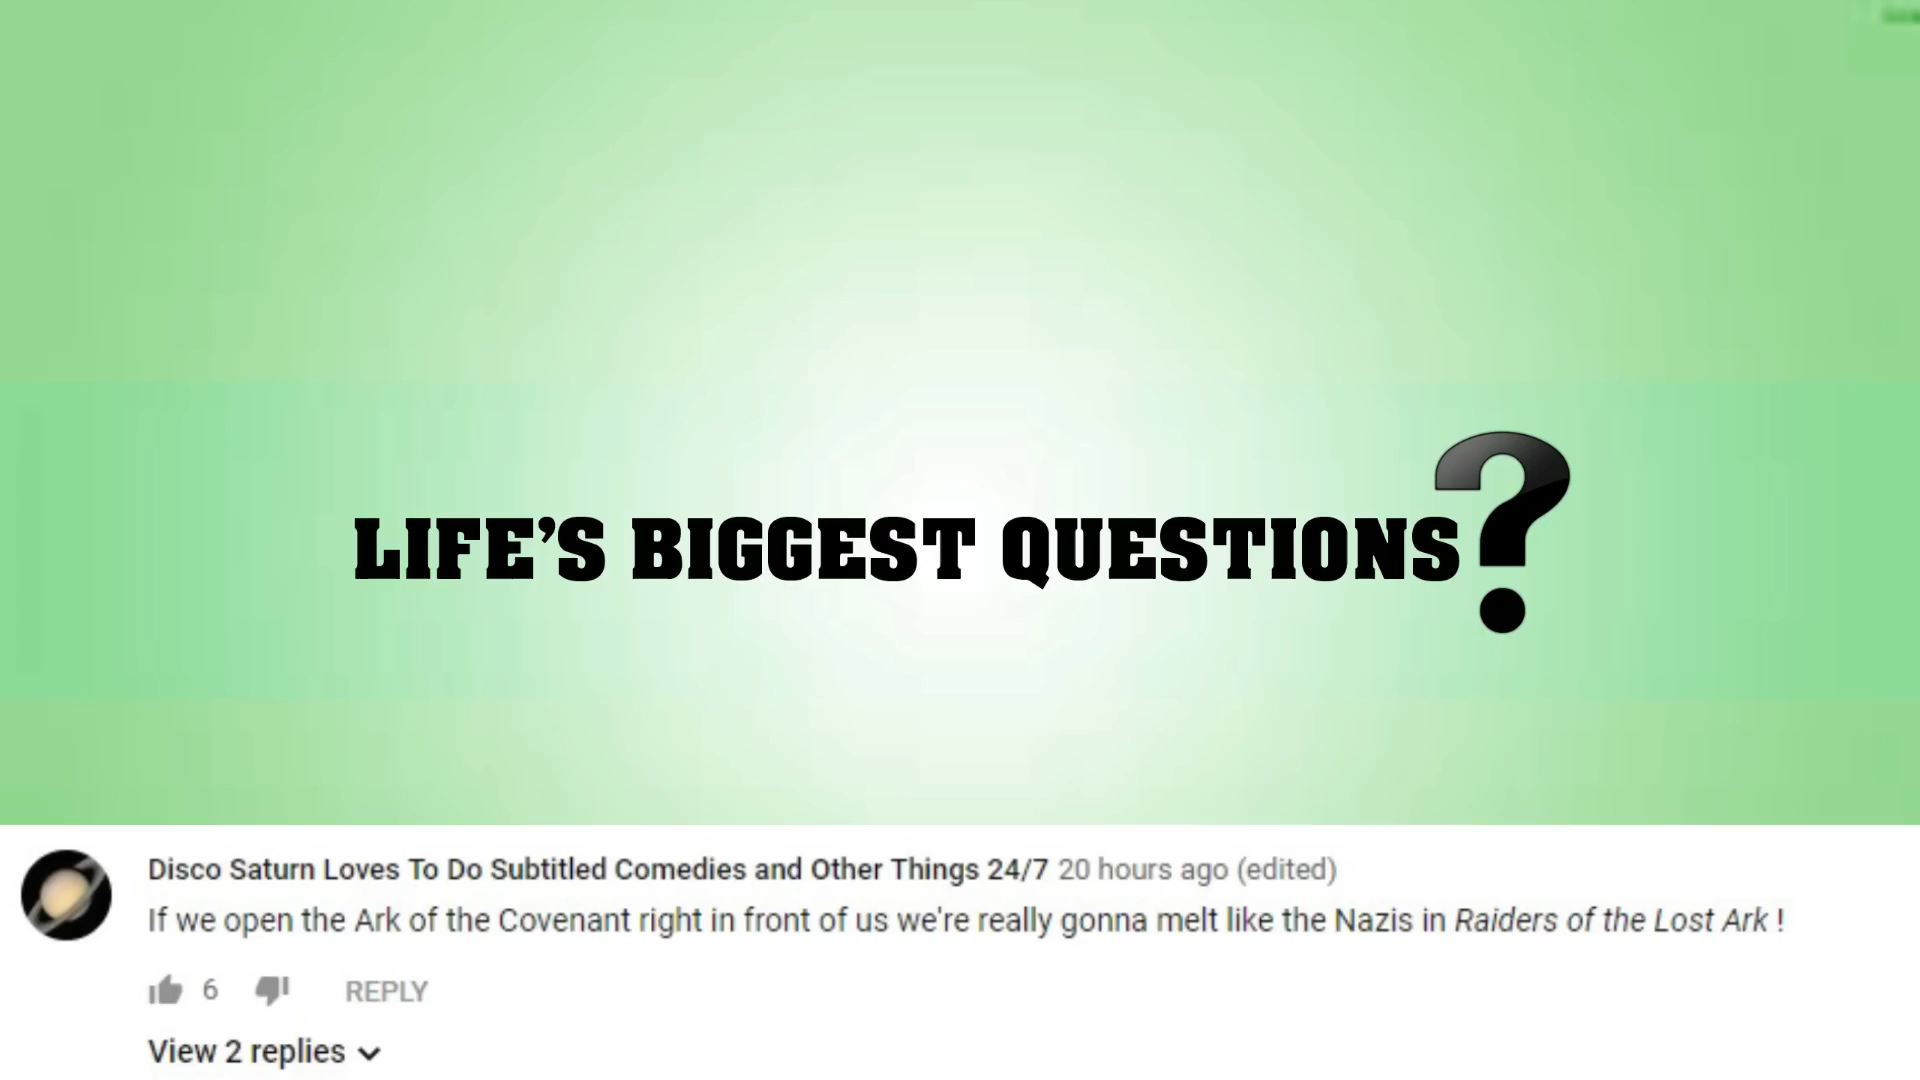 LIFE’S BIGGEST QUESTIONS?
Disco Saturn Loves To Do Subtitled Comedies and Other Things 24/7 20 hours ago (edited)
If we open the Ark of the Covenant right in front of us we're really gonna melt like the Nazis in Raiders of the Lost Ark !
6 REPLY
View 2 replies